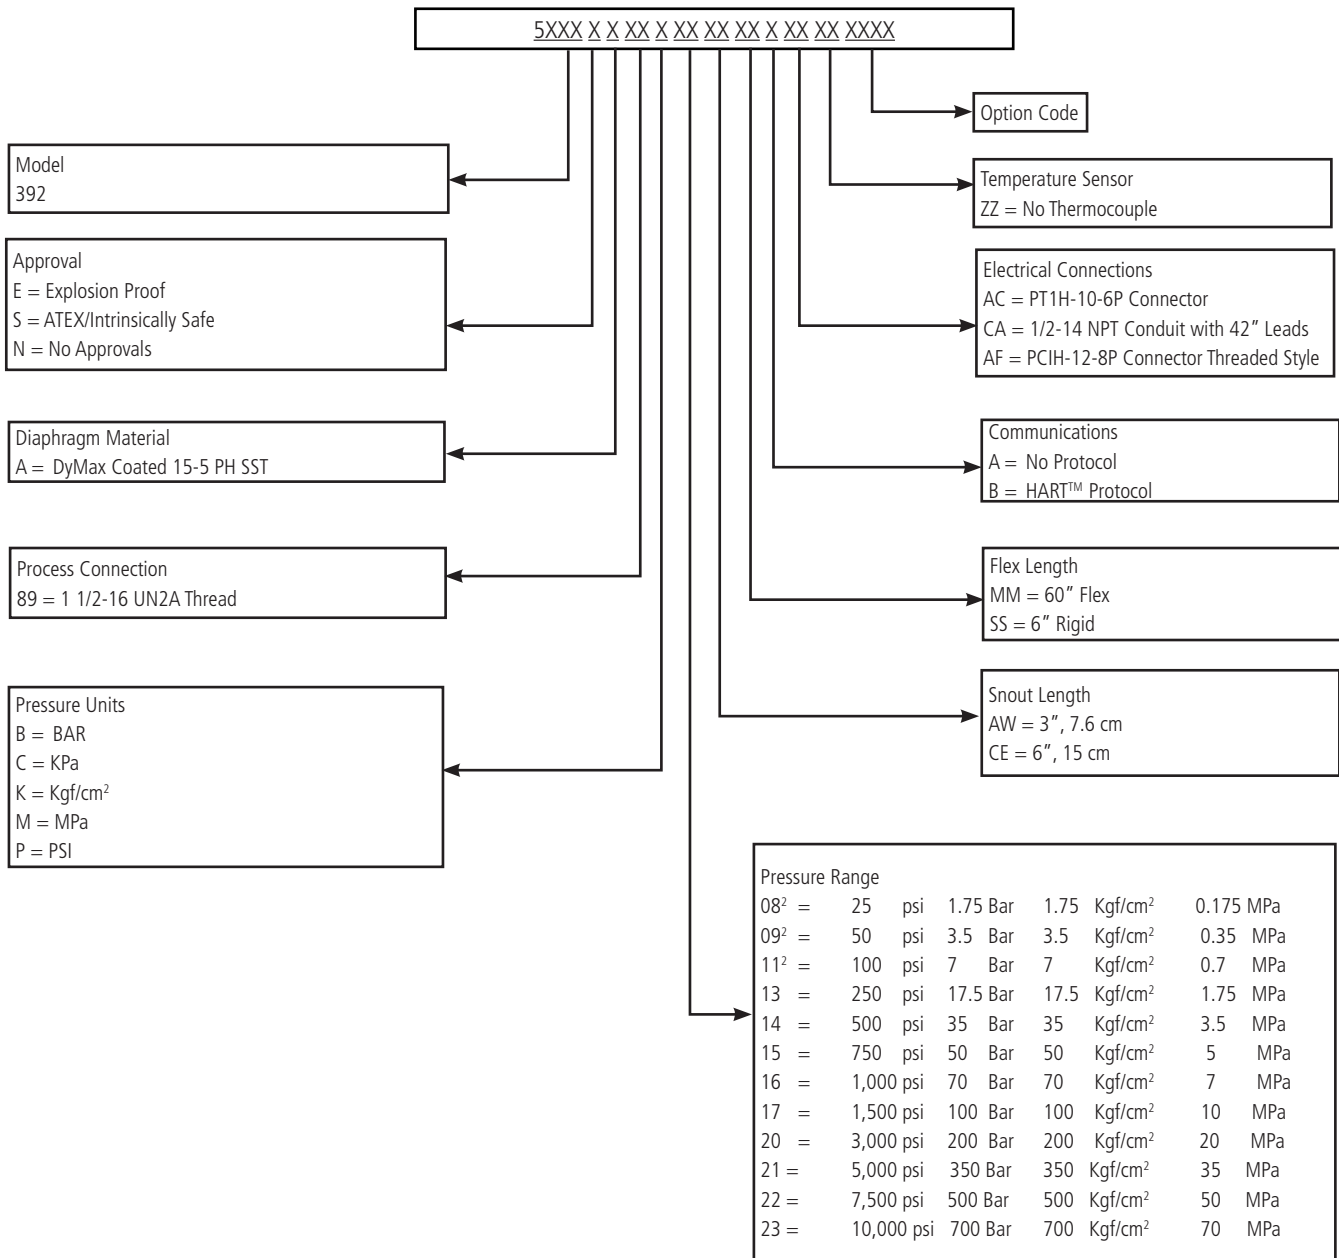 5XXX X X XX X XX XX XX X XX XX XXXX
Option Code
Model
392
Temperature Sensor
ZZ = No Thermocouple
Approval
E = Explosion Proof
S = ATEX/Intrinsically Safe
N = No Approvals
Electrical Connections
AC = PT1H-10-6P Connector
CA = 1/2-14 NPT Conduit with 42" Leads
AF = PCIH-12-8P Connector Threaded Style
Diaphragm Material
A = DyMax Coated 15-5 PH SST
Communications
A = No Protocol
B = HART™ Protocol
Process Connection
89 = 1 1/2-16 UN2A Thread
Flex Length
MM = 60" Flex
SS = 6" Rigid
Pressure Units
B = BAR
C = KPa
K = Kgf/cm²
M = MPa
P = PSI
Snout Length
AW = 3", 7.6 cm
CE = 6", 15 cm
Pressure Range
08² = 25 psi 1.75 Bar 1.75 Kgf/cm² 0.175 MPa
09² = 50 psi 3.5 Bar 3.5 Kgf/cm² 0.35 MPa
11² = 100 psi 7 Bar 7 Kgf/cm² 0.7 MPa
13 = 250 psi 17.5 Bar 17.5 Kgf/cm² 1.75 MPa
14 = 500 psi 35 Bar 35 Kgf/cm² 3.5 MPa
15 = 750 psi 50 Bar 50 Kgf/cm² 5 MPa
16 = 1,000 psi 70 Bar 70 Kgf/cm² 7 MPa
17 = 1,500 psi 100 Bar 100 Kgf/cm² 10 MPa
20 = 3,000 psi 200 Bar 200 Kgf/cm² 20 MPa
21 = 5,000 psi 350 Bar 350 Kgf/cm² 35 MPa
22 = 7,500 psi 500 Bar 500 Kgf/cm² 50 MPa
23 = 10,000 psi 700 Bar 700 Kgf/cm² 70 MPa